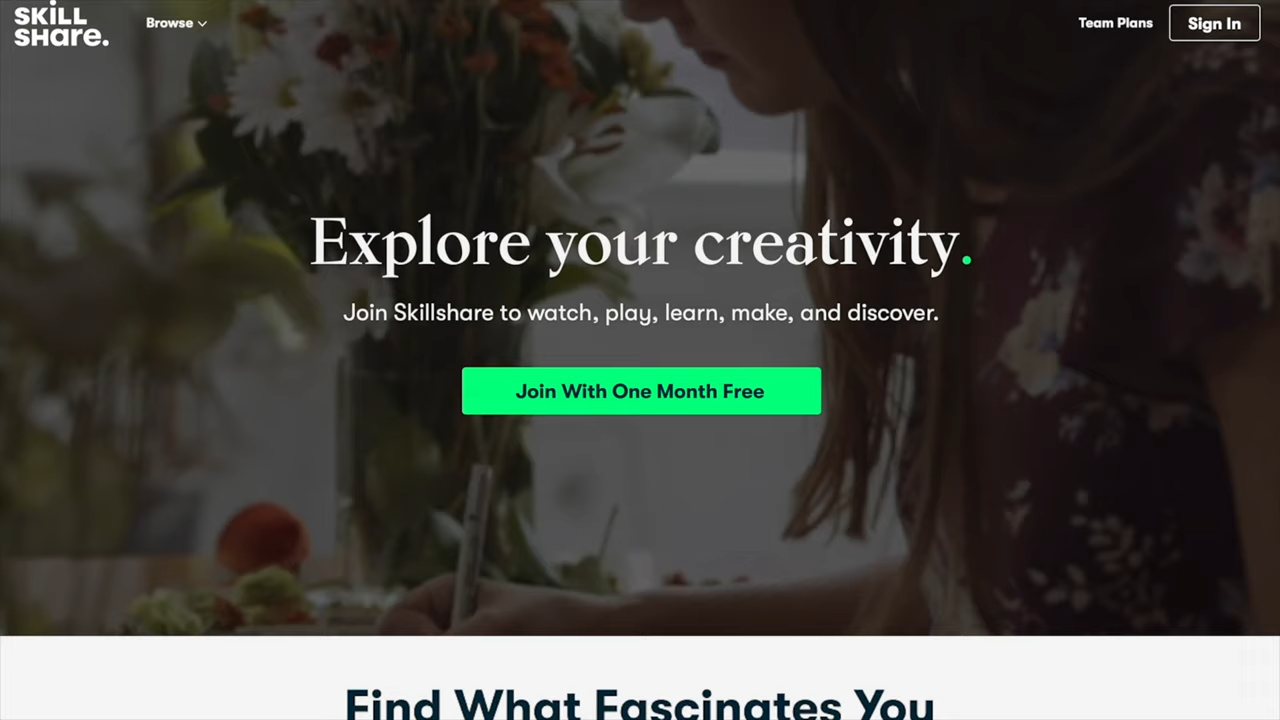 SKiLL
SHare.
Browse
Team Plans
Sign In
Explore your creativity.
Join Skillshare to watch, play, learn, make, and discover.
Join With One Month Free
Find What Fascinates You